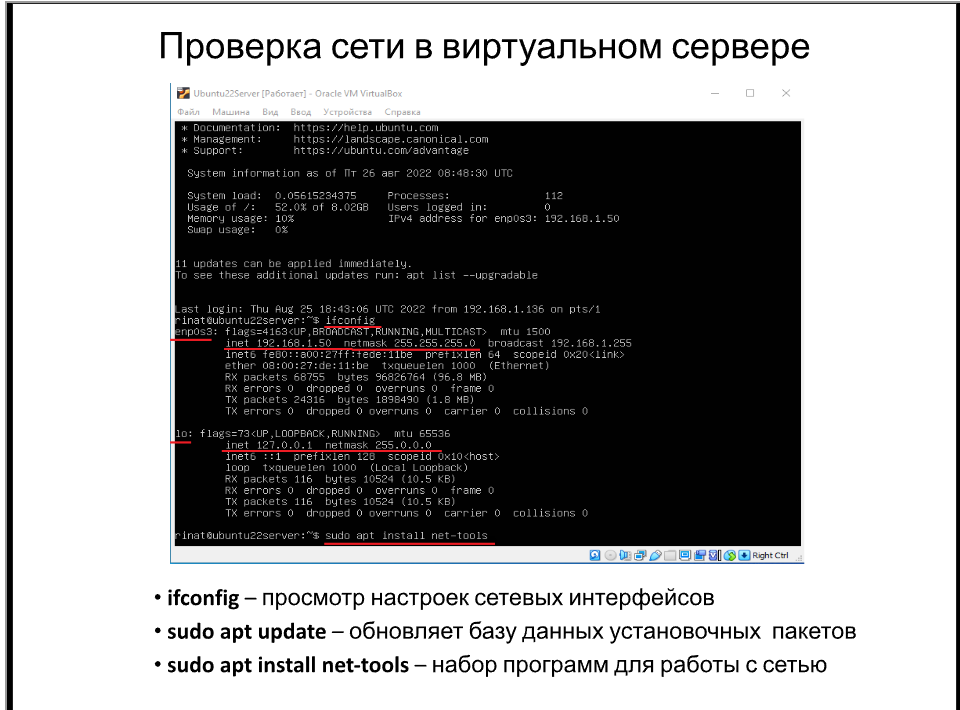 Проверка сети в виртуальном сервере
Ubuntu22Server [Работает] - Oracle VM VirtualBox
Файл Машина Вид Ввод Устройства Справка
* Documentation: https://help.ubuntu.com
* Management: https://landscape.canonical.com
* Support: https://ubuntu.com/advantage
System information as of Пт 26 авг 2022 08:48:30 UTC
System load: 0.05615234375 Processes: 112
Usage of /: 52.0% of 8.02GB Users logged in: 0
Memory usage: 10% IPv4 address for enp0s3: 192.168.1.50
Swap usage: 0%
11 updates can be applied immediately.
To see these additional updates run: apt list --upgradable
Last login: Thu Aug 25 18:43:06 UTC 2022 from 192.168.1.136 on pts/1
rinat@ubuntu22server:~$ ifconfig
enp0s3: flags=4163<UP,BROADCAST,RUNNING,MULTICAST> mtu 1500
inet 192.168.1.50 netmask 255.255.255.0 broadcast 192.168.1.255
inet6 fe80::a00:27ff:fede:11be prefixlen 64 scopeid 0x20<link>
ether 08:00:27:de:11:be txqueuelen 1000 (Ethernet)
RX packets 68755 bytes 96826764 (96.8 MB)
RX errors 0 dropped 0 overruns 0 frame 0
TX packets 24316 bytes 1898490 (1.8 MB)
TX errors 0 dropped 0 overruns 0 carrier 0 collisions 0
lo: flags=73<UP,LOOPBACK,RUNNING> mtu 65536
inet 127.0.0.1 netmask 255.0.0.0
inet6 ::1 prefixlen 128 scopeid 0x10<host>
loop txqueuelen 1000 (Local Loopback)
RX packets 116 bytes 10524 (10.5 KB)
RX errors 0 dropped 0 overruns 0 frame 0
TX packets 116 bytes 10524 (10.5 KB)
TX errors 0 dropped 0 overruns 0 carrier 0 collisions 0
rinat@ubuntu22server:~$ sudo apt install net-tools
Right Ctrl
• ifconfig – просмотр настроек сетевых интерфейсов
• sudo apt update – обновляет базу данных установочных пакетов
• sudo apt install net-tools – набор программ для работы с сетью